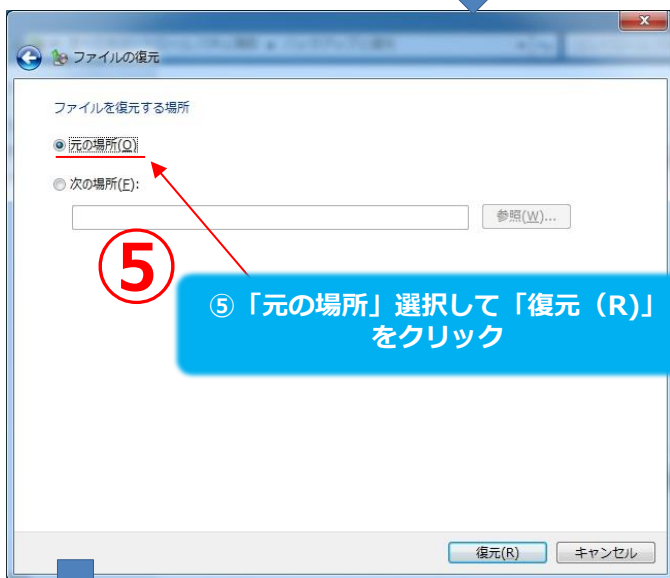 ファイルの復元
ファイルを復元する場所
元の場所(O)
次の場所(F):
参照(W)...
⑤
⑤「元の場所」選択して「復元（R)」
をクリック
復元(R) キャンセル